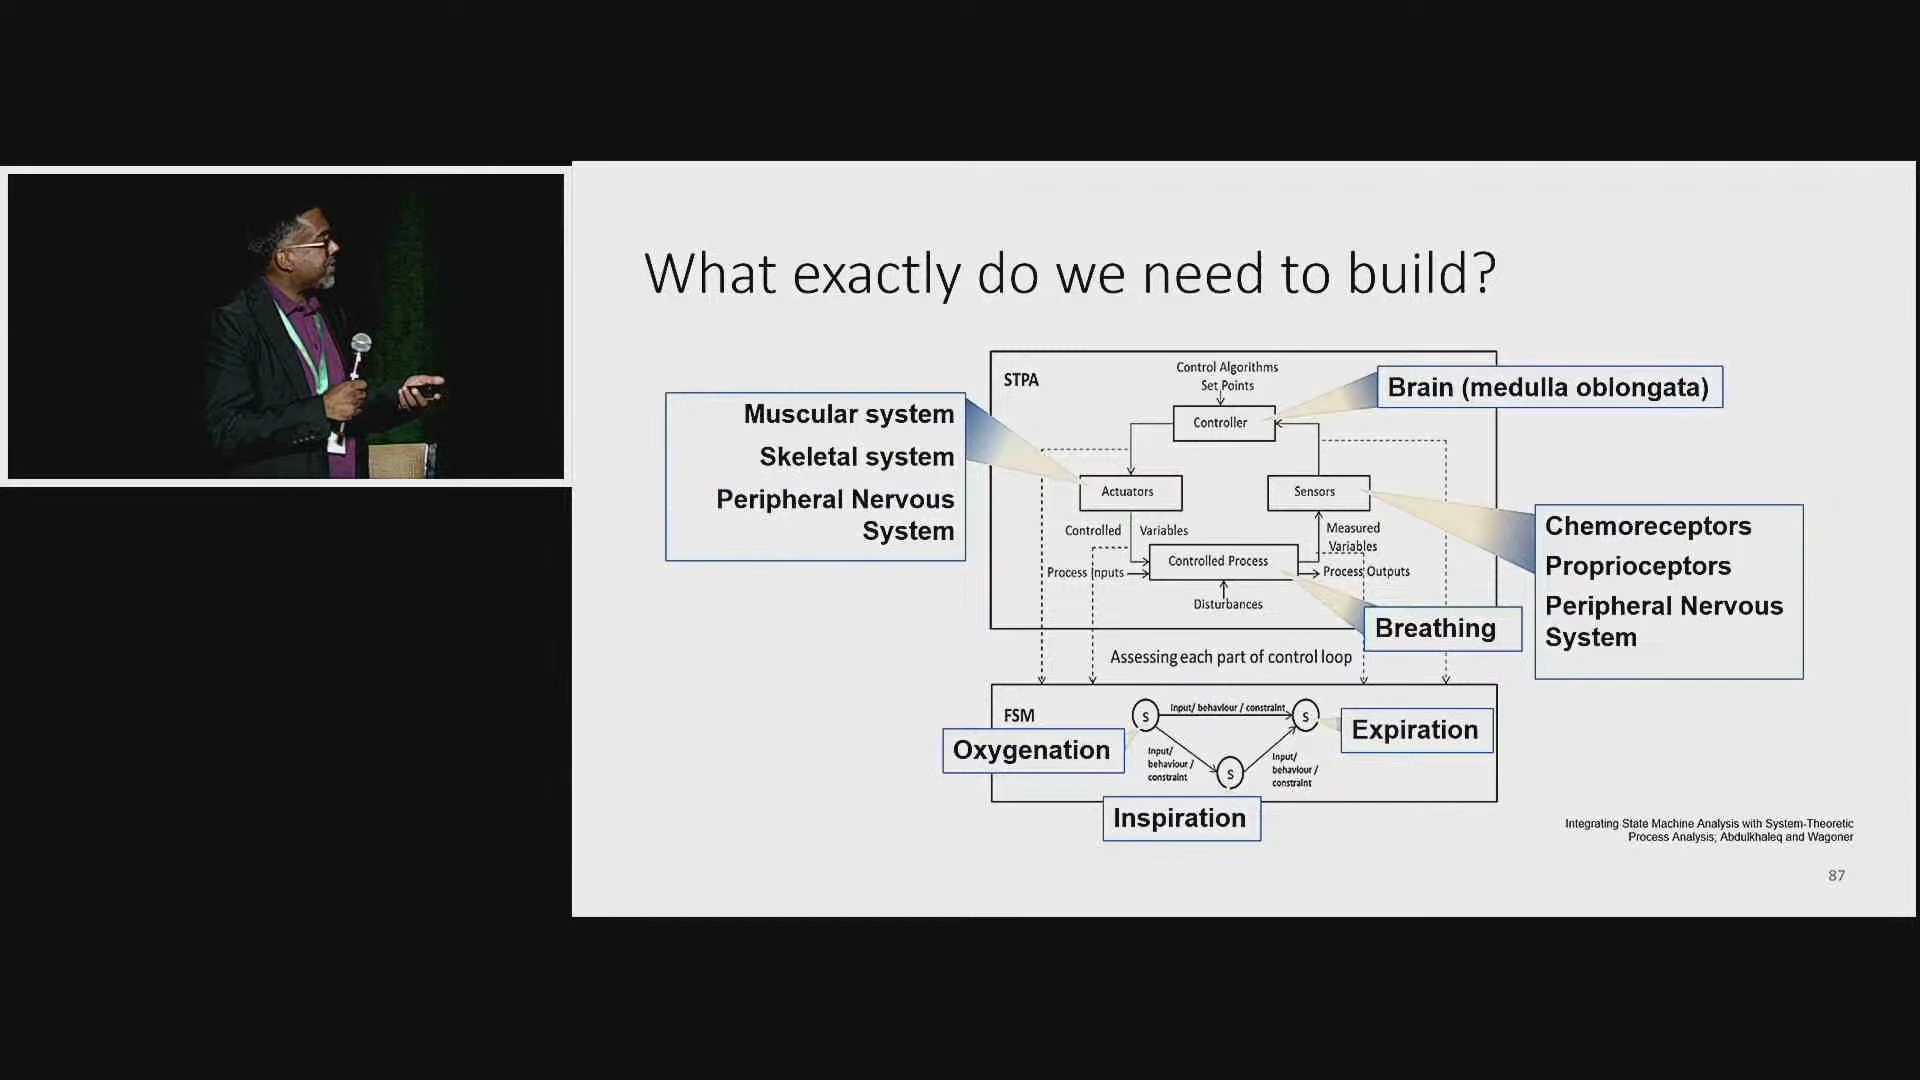 What exactly do we need to build?
STPA
Control Algorithms
Set Points
Controller
Brain (medulla oblongata)
Muscular system
Skeletal system
Peripheral Nervous
System
Actuators
Sensors
Chemoreceptors
Proprioceptors
Peripheral Nervous
System
Controlled Variables
Measured
Variables
Controlled Process
Process Inputs
Process Outputs
Disturbances
Breathing
Assessing each part of control loop
FSM
S
Input/ behaviour / constraint
S
Oxygenation
Expiration
Input/
behaviour /
constraint
S
Input/
behaviour /
constraint
Inspiration
Integrating State Machine Analysis with System-Theoretic
Process Analysis; Abdulkhaleq and Wagoner
87